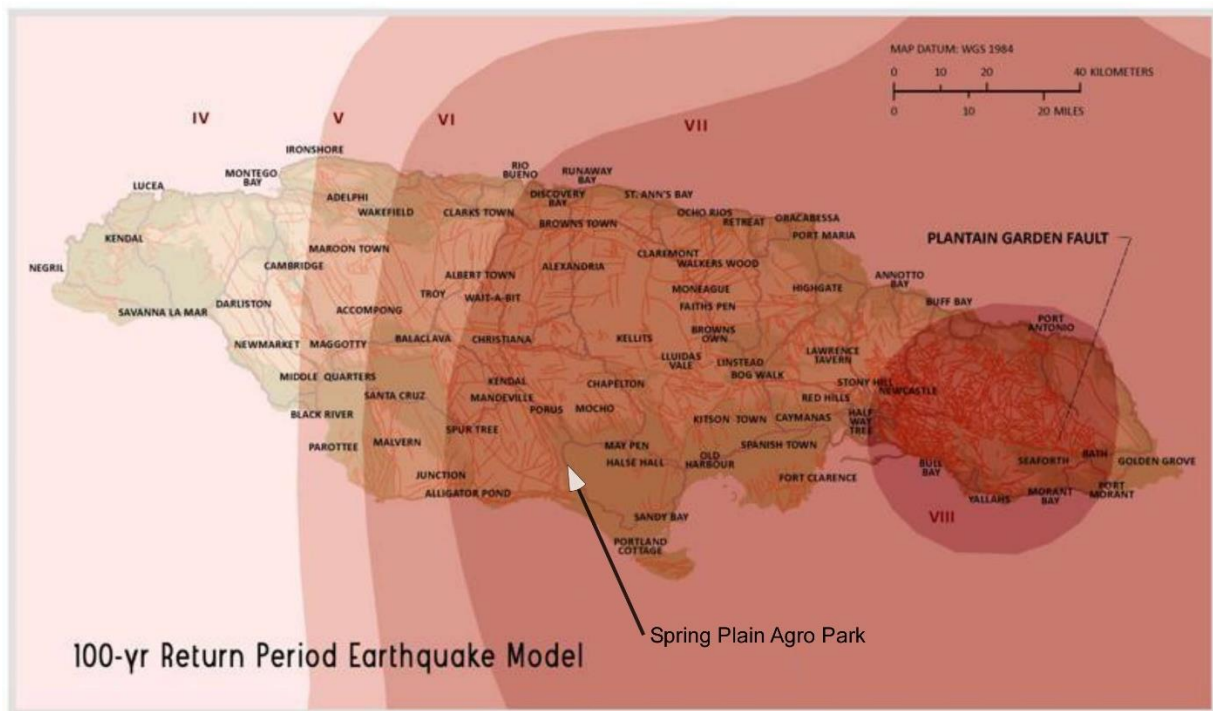 MAP DATUM: WGS 1984
0 10 20 40 KILOMETERS
0 10 20 MILES
IV
V
VI
VII
IRONSHORE
MONTEGO
BAY
LUCEA
RIO
BUENO
RUNAWAY
BAY
ADELPHI
DISCOVERY
BAY
ST. ANN'S BAY
WAKEFIELD
CLARKS TOWN
OCHO RIOS
ORACABESSA
BROWNS TOWN
RETREAT
KENDAL
PORT MARIA
PLANTAIN GARDEN FAULT
MAROON TOWN
CLAREMONT
NEGRIL
CAMBRIDGE
ALEXANDRIA
WALKERS WOOD
ALBERT TOWN
ANNOTTO
BAY
MONEAGUE
HIGHGATE
TROY
WAIT-A-BIT
BUFF BAY
DARLISTON
FAITHS PEN
SAVANNA LA MAR
ACCOMPONG
PORT
ANTONIO
NEWMARKET
MAGGOTTY
BALACLAVA
CHRISTIANA
KELLITS
BROWNS
OWN
LLUIDAS
VALE
LINSTEAD
LAWRENCE
TAVERN
BOG WALK
MIDDLE QUARTERS
KENDAL
CHAPELTON
STONY HILL
NEWCASTLE
SANTA CRUZ
MANDEVILLE
RED HILLS
BLACK RIVER
PORUS
MOCHO
KITSON TOWN
CAYMANAS
HALF
WAY
TREE
SPUR TREE
PAROTTEE
MALVERN
MAY PEN
SPANISH TOWN
OLD
HARBOUR
HALSE HALL
BULL
BAY
SEAFORTH
BATH
GOLDEN GROVE
JUNCTION
FORT CLARENCE
ALLIGATOR POND
YALLAHS
MORANT
BAY
PORT
MORANT
SANDY BAY
VIII
PORTLAND
COTTAGE
Spring Plain Agro Park
100-yr Return Period Earthquake Model